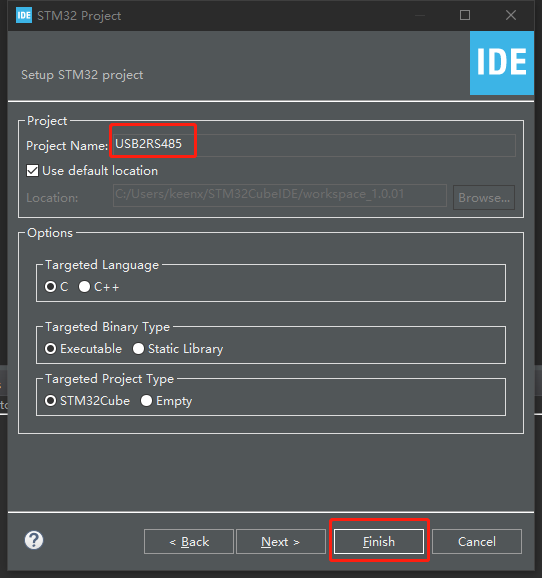 IDE STM32 Project
Setup STM32 project
IDE
Project
Project Name: USB2RS485
Use default location
Location: C:/Users/keenx/STM32CubeIDE/workspace_1.0.01 Browse...
Options
Targeted Language
C C++
Targeted Binary Type
Executable Static Library
Targeted Project Type
STM32Cube Empty
? < Back Next > Finish Cancel